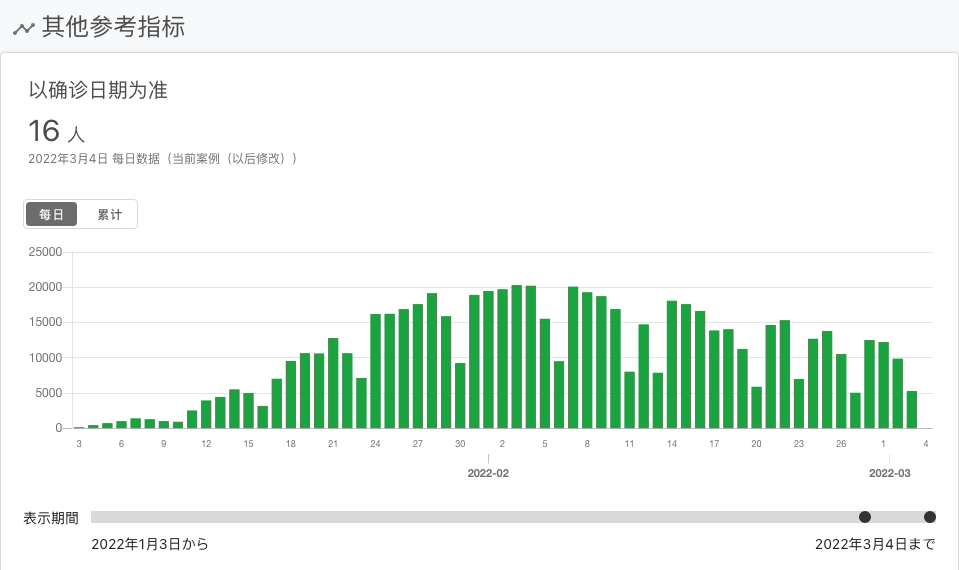 其他参考指标
以确诊日期为准
16 人
2022年3月4日 每日数据（当前案例（以后修改））
每日 累计
25000
20000
15000
10000
5000
0
3 6 9 12 15 18 21 24 27 30 2 5 8 11 14 17 20 23 26 1 4
2022-02 2022-03
表示期間
2022年1月3日から 2022年3月4日まで